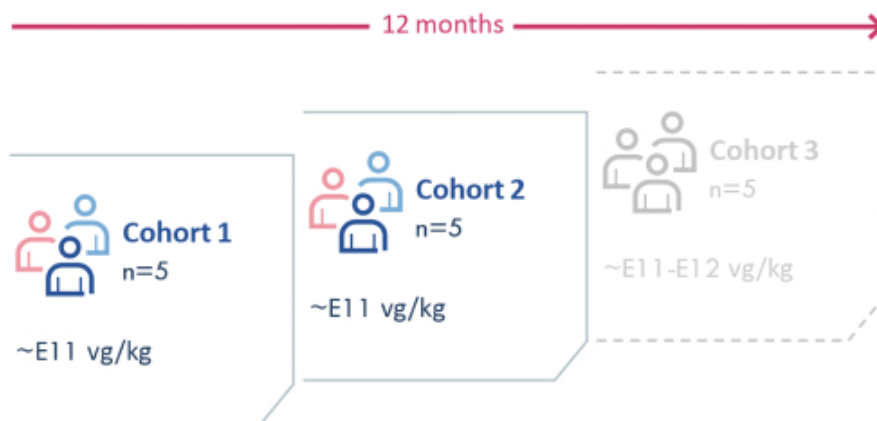 12 months
Cohort 1
n=5
~E11 vg/kg
Cohort 2
n=5
~E11 vg/kg
Cohort 3
n=5
~E11-E12 vg/kg